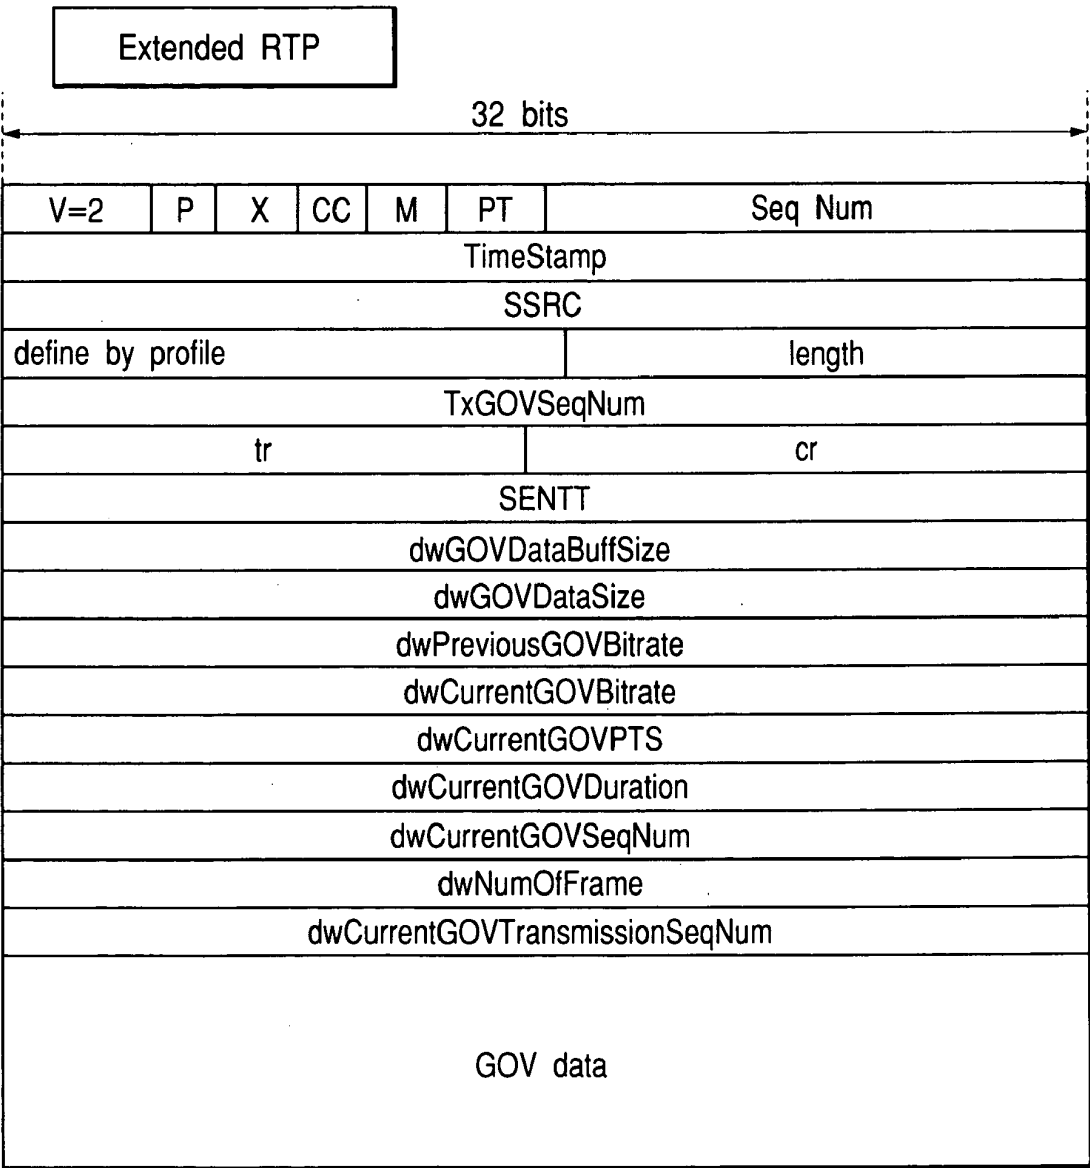 Extended RTP
32 bits
V=2 P X CC M PT Seq Num
TimeStamp
SSRC
define by profile length
TxGOVSeqNum
tr cr
SENTT
dwGOVDataBuffSize
dwGOVDataSize
dwPreviousGOVBitrate
dwCurrentGOVBitrate
dwCurrentGOVPTS
dwCurrentGOVDuration
dwCurrentGOVSeqNum
dwNumOfFrame
dwCurrentGOVTransmissionSeqNum
GOV data